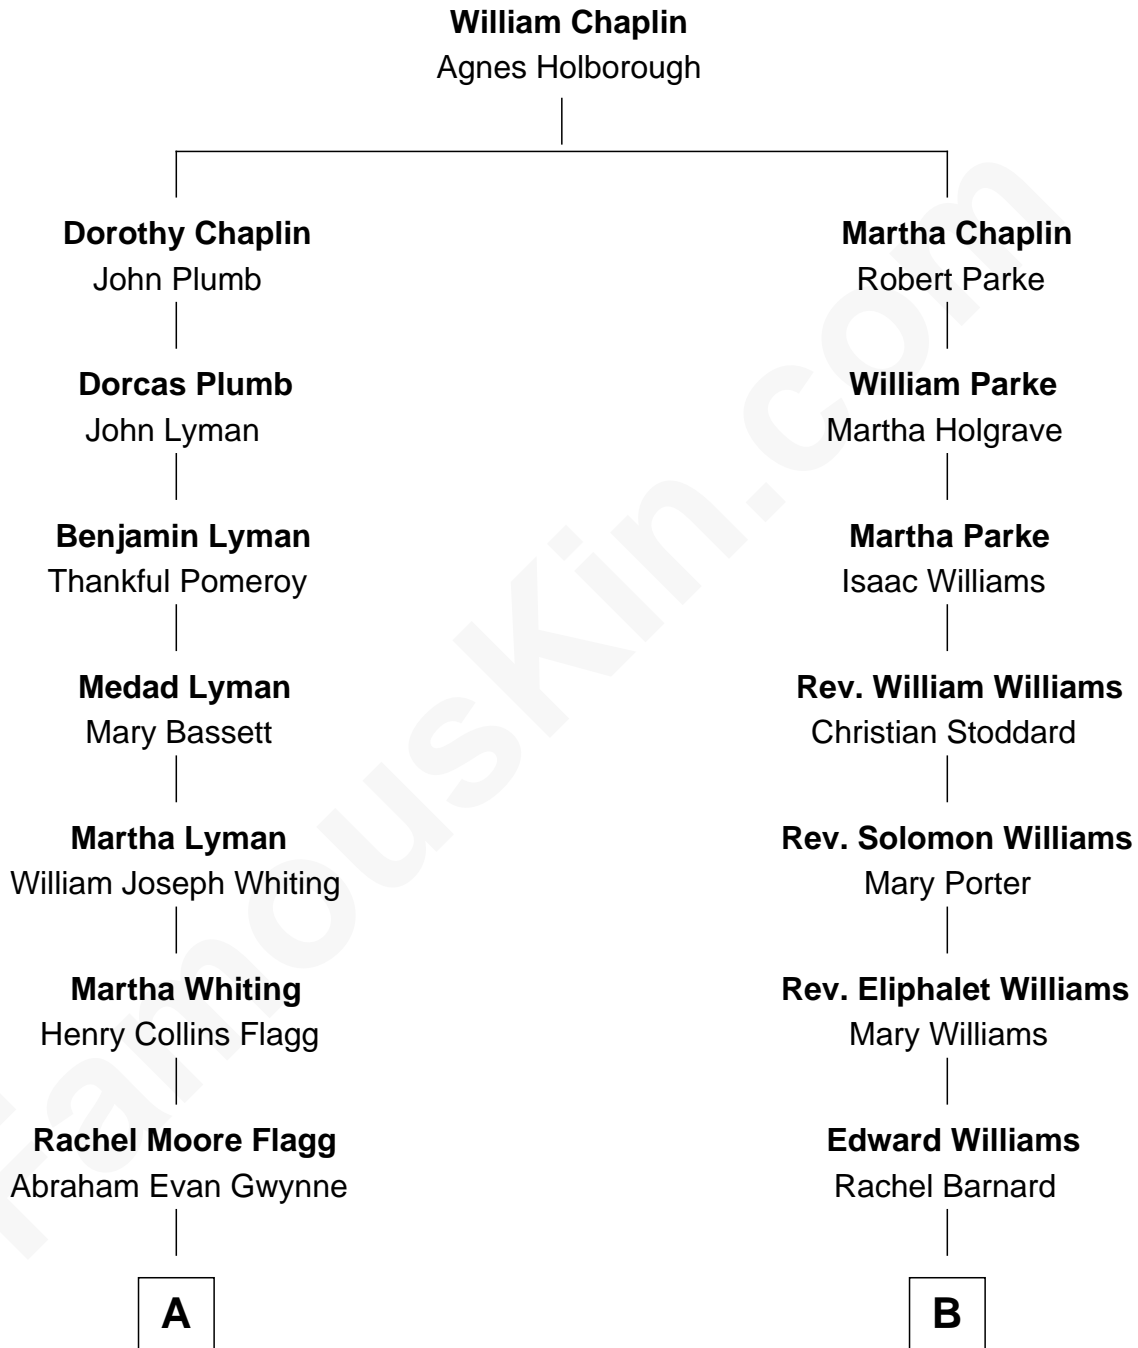 William Chaplin
Agnes Holborough
Dorothy Chaplin
John Plumb
Dorcas Plumb
John Lyman
Benjamin Lyman
Thankful Pomeroy
Medad Lyman
Mary Bassett
Martha Lyman
William Joseph Whiting
Martha Whiting
Henry Collins Flagg
Rachel Moore Flagg
Abraham Evan Gwynne
A
Martha Chaplin
Robert Parke
William Parke
Martha Holgrave
Martha Parke
Isaac Williams
Rev. William Williams
Christian Stoddard
Rev. Solomon Williams
Mary Porter
Rev. Eliphalet Williams
Mary Williams
Edward Williams
Rachel Barnard
B
FamousKin.com